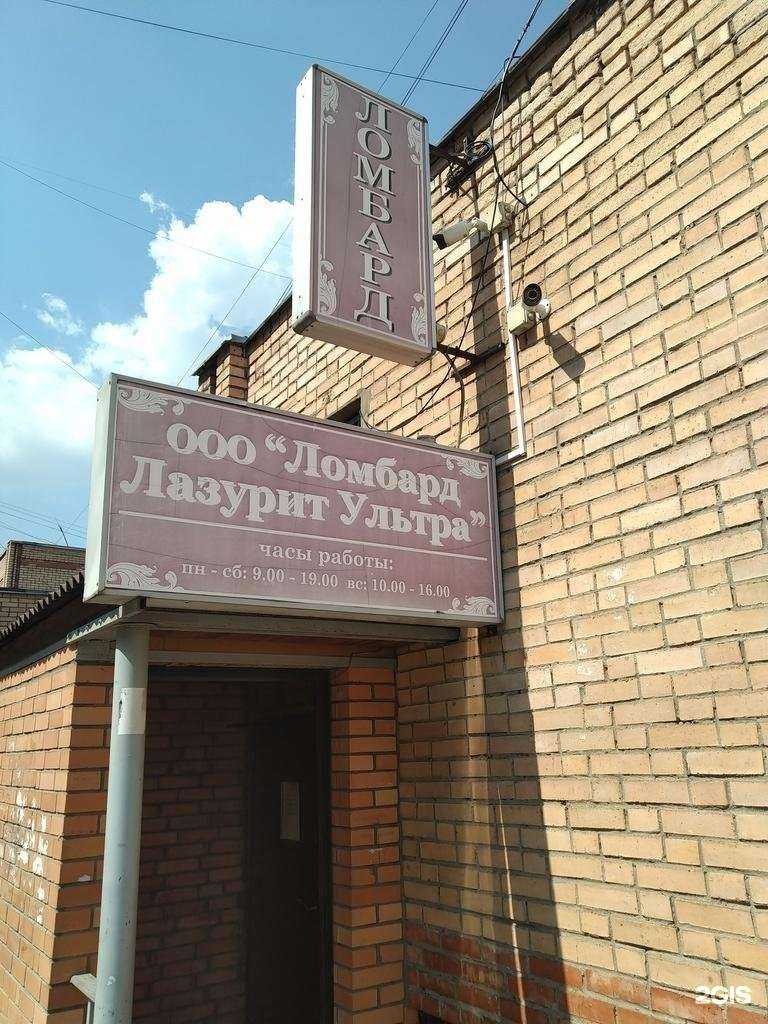 ЛОМБАРД
ООО “Ломбард
Лазурит Ультра”
часы работы:
пн - сб: 9.00 - 19.00 вс: 10.00 - 16.00
2GIS